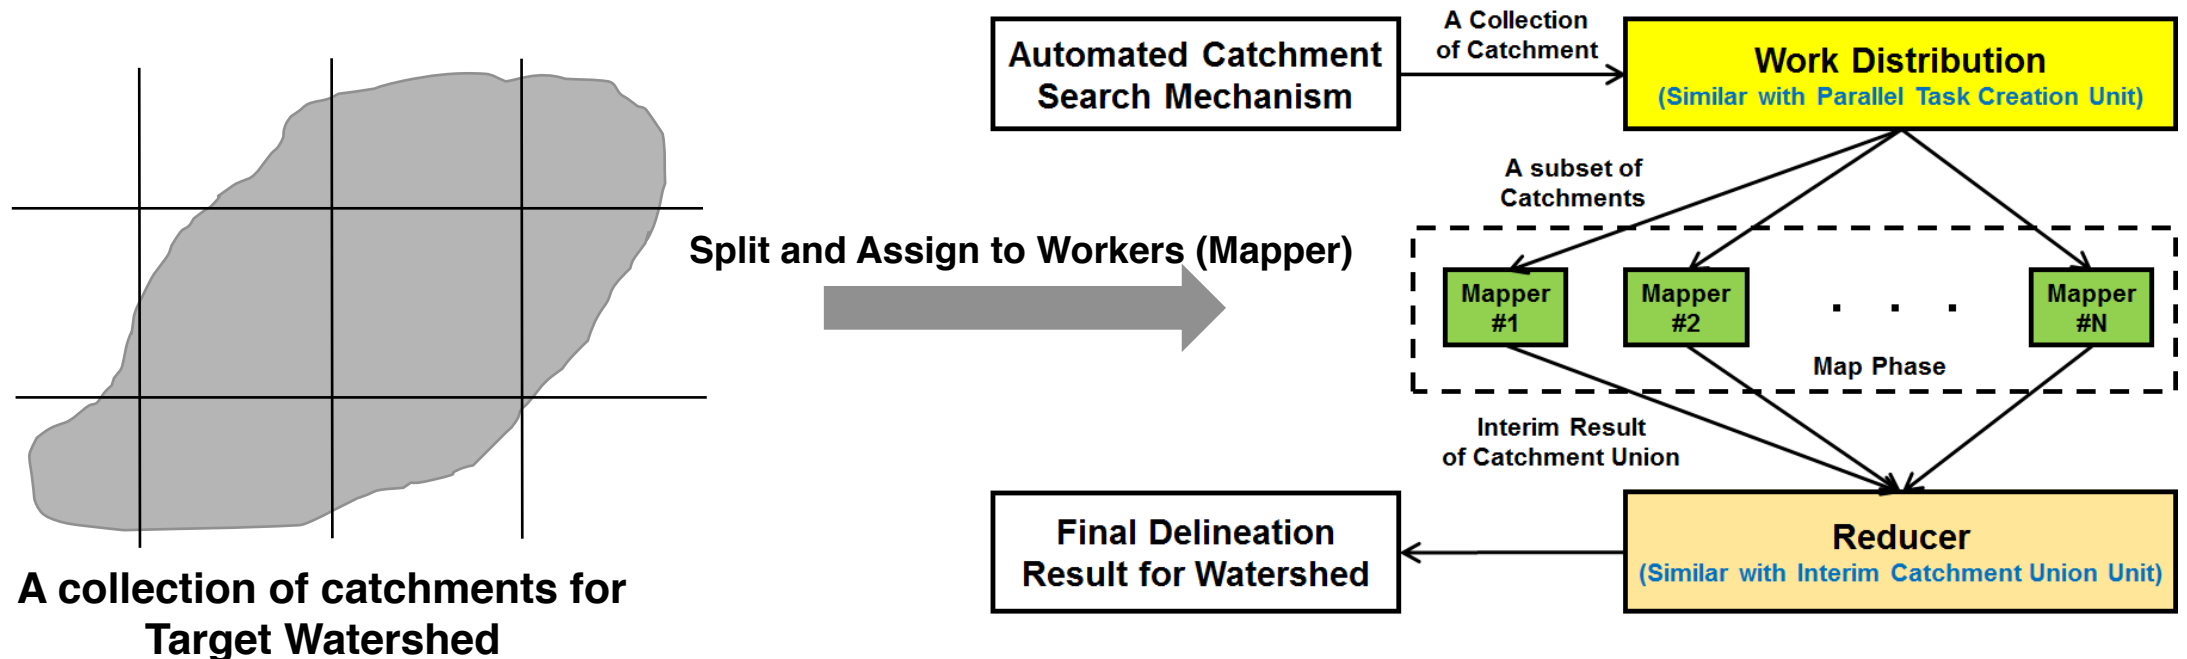 A collection of catchments for
Target Watershed
Split and Assign to Workers (Mapper)
Automated Catchment
Search Mechanism
A Collection
of Catchment
Work Distribution
(Similar with Parallel Task Creation Unit)
A subset of
Catchments
Mapper
#1
Mapper
#2
. . .
Mapper
#N
Map Phase
Interim Result
of Catchment Union
Reducer
(Similar with Interim Catchment Union Unit)
Final Delineation
Result for Watershed